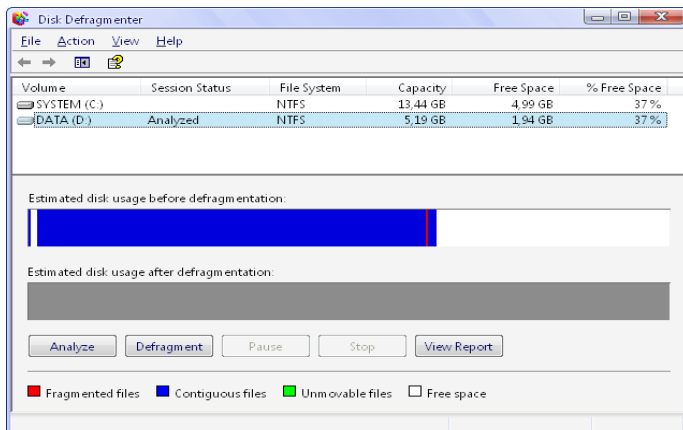 Disk Defragmenter
File Action View Help
Volume Session Status File System Capacity Free Space % Free Space
SYSTEM (C:) NTFS 13,44 GB 4,99 GB 37 %
DATA (D:) Analyzed NTFS 5,19 GB 1,94 GB 37 %
Estimated disk usage before defragmentation:
Estimated disk usage after defragmentation:
Analyze Defragment Pause Stop View Report
Fragmented files Contiguous files Unmovable files Free space